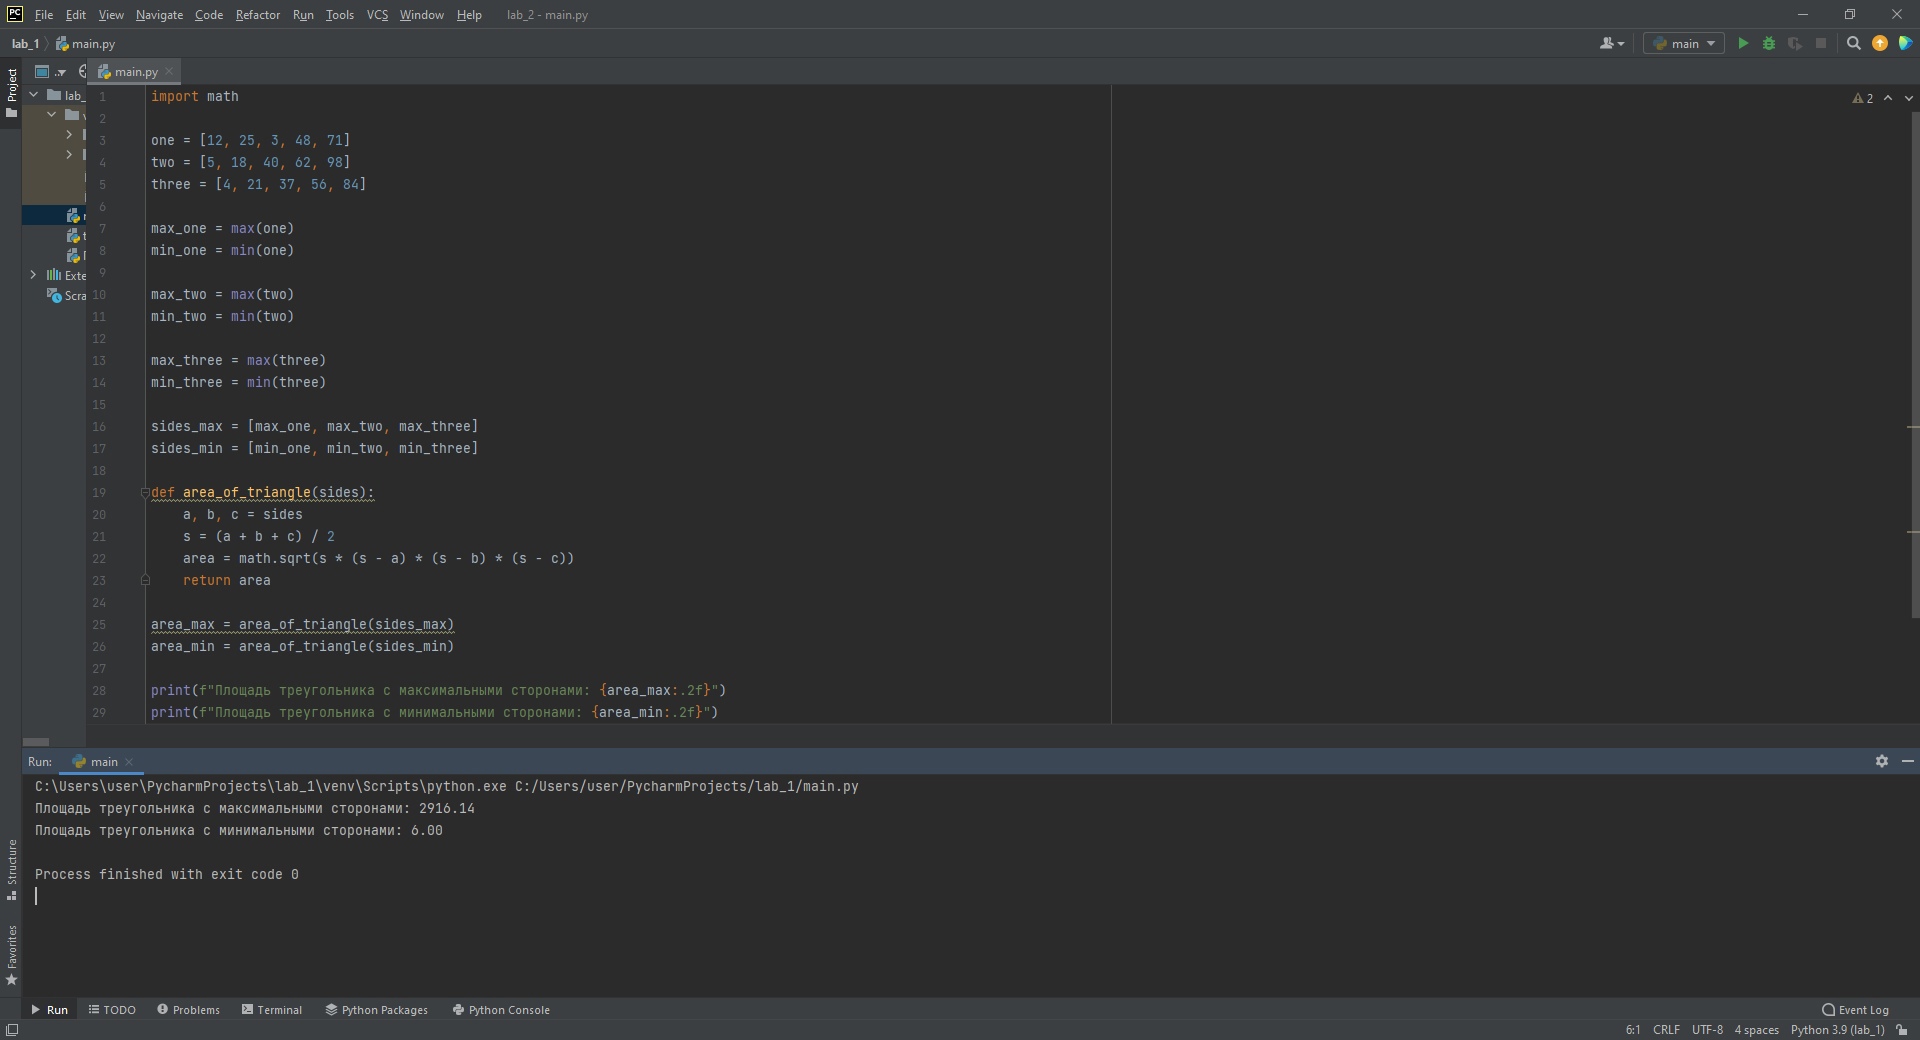 PC File Edit View Navigate Code Refactor Run Tools VCS Window Help lab_2 - main.py
lab_1 main.py
main
Project
main.py
lab_
2
Exte
Scra
1 import math
2
3 one = [12, 25, 3, 48, 71]
4 two = [5, 18, 40, 62, 98]
5 three = [4, 21, 37, 56, 84]
6
7 max_one = max(one)
8 min_one = min(one)
9
10 max_two = max(two)
11 min_two = min(two)
12
13 max_three = max(three)
14 min_three = min(three)
15
16 sides_max = [max_one, max_two, max_three]
17 sides_min = [min_one, min_two, min_three]
18
19 def area_of_triangle(sides):
20 a, b, c = sides
21 s = (a + b + c) / 2
22 area = math.sqrt(s * (s - a) * (s - b) * (s - c))
23 return area
24
25 area_max = area_of_triangle(sides_max)
26 area_min = area_of_triangle(sides_min)
27
28 print(f"Площадь треугольника с максимальными сторонами: {area_max:.2f}")
29 print(f"Площадь треугольника с минимальными сторонами: {area_min:.2f}")
Run: main
C:\Users\user\PycharmProjects\lab_1\venv\Scripts\python.exe C:/Users/user/PycharmProjects/lab_1/main.py
Площадь треугольника с максимальными сторонами: 2916.14
Площадь треугольника с минимальными сторонами: 6.00
Process finished with exit code 0
Structure
Favorites
Run TODO Problems Terminal Python Packages Python Console Event Log
6:1 CRLF UTF-8 4 spaces Python 3.9 (lab_1)